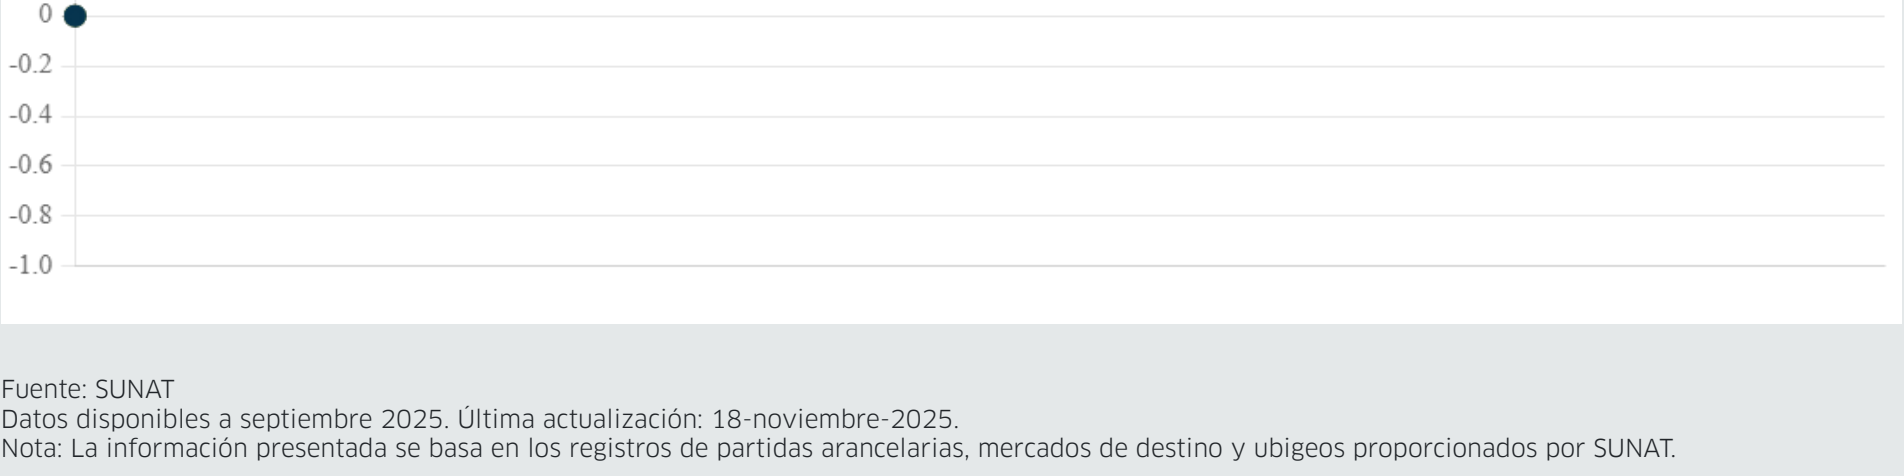 0
-0.2
-0.4
-0.6
-0.8
-1.0
Fuente: SUNAT
Datos disponibles a septiembre 2025. Última actualización: 18-noviembre-2025.
Nota: La información presentada se basa en los registros de partidas arancelarias, mercados de destino y ubigeos proporcionados por SUNAT.